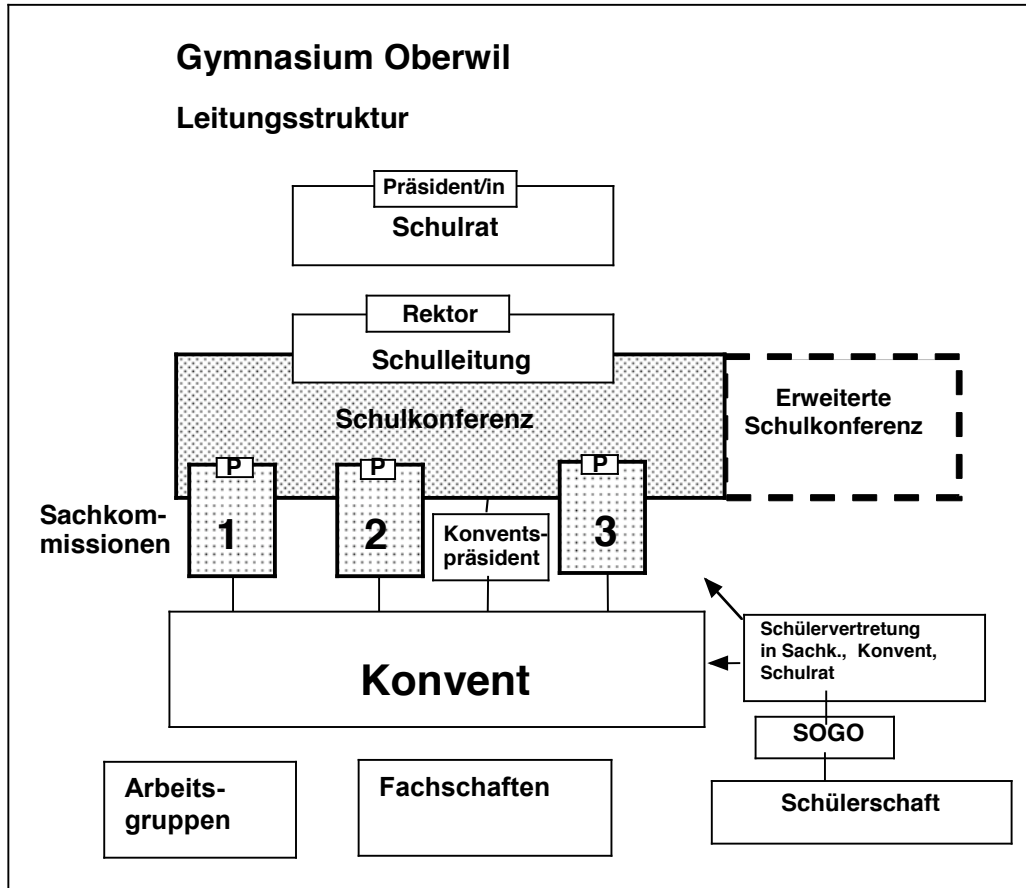 Gymnasium Oberwil
Leitungsstruktur
Präsident/in
Schulrat
Rektor
Schulleitung
Schulkonferenz
Erweiterte
Schulkonferenz
P
P
P
Sachkom-
missionen
1
2
Konvents-
präsident
3
Konvent
Schülervertretung
in Sachk., Konvent,
Schulrat
SOGO
Schülerschaft
Arbeits-
gruppen
Fachschaften